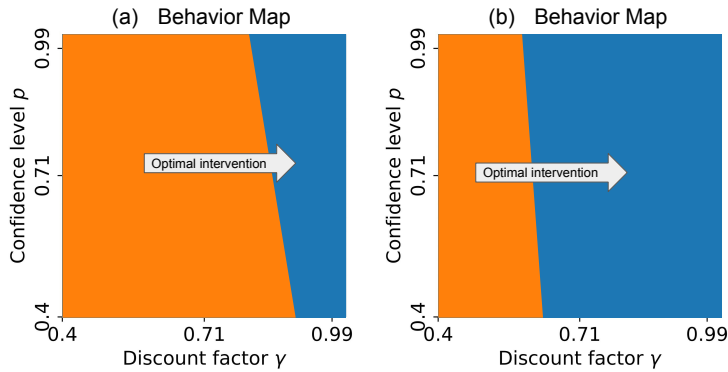 (a) Behavior Map
Confidence level p
0.99
0.71
0.4
Optimal intervention
0.4 0.71 0.99
Discount factor γ
(b) Behavior Map
Confidence level p
0.99
0.71
0.4
Optimal intervention
0.4 0.71 0.99
Discount factor γ